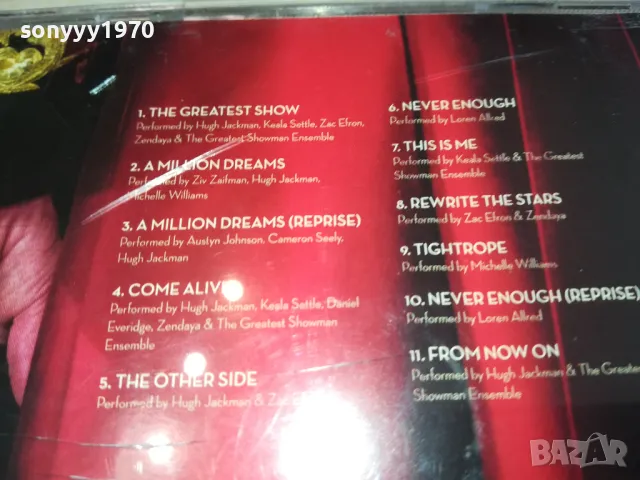 sonyyy1970
1. THE GREATEST SHOW
Performed by Hugh Jackman, Keala Settle, Zac Efron,
Zendaya & The Greatest Showman Ensemble
2. A MILLION DREAMS
Performed by Ziv Zaifman, Hugh Jackman,
Michelle Williams
3. A MILLION DREAMS (REPRISE)
Performed by Austyn Johnson, Cameron Seely,
Hugh Jackman
4. COME ALIVE
Performed by Hugh Jackman, Keala Settle, Daniel
Everidge, Zendaya & The Greatest Showman
Ensemble
5. THE OTHER SIDE
Performed by Hugh Jackman &
6. NEVER ENOUGH
Performed by Loren Allred
7. THIS IS ME
Performed by Keala Settle & The Greatest
Showman Ensemble
8. REWRITE THE STARS
Performed by Zac Efron & Zendaya
9. TIGHTROPE
Performed by Michelle Williams
10. NEVER ENOUGH (REPRISE)
Performed by Loren Allred
11. FROM NOW ON
Performed by Hugh Jackman & The Greatest
Showman Ensemble
BAZAR